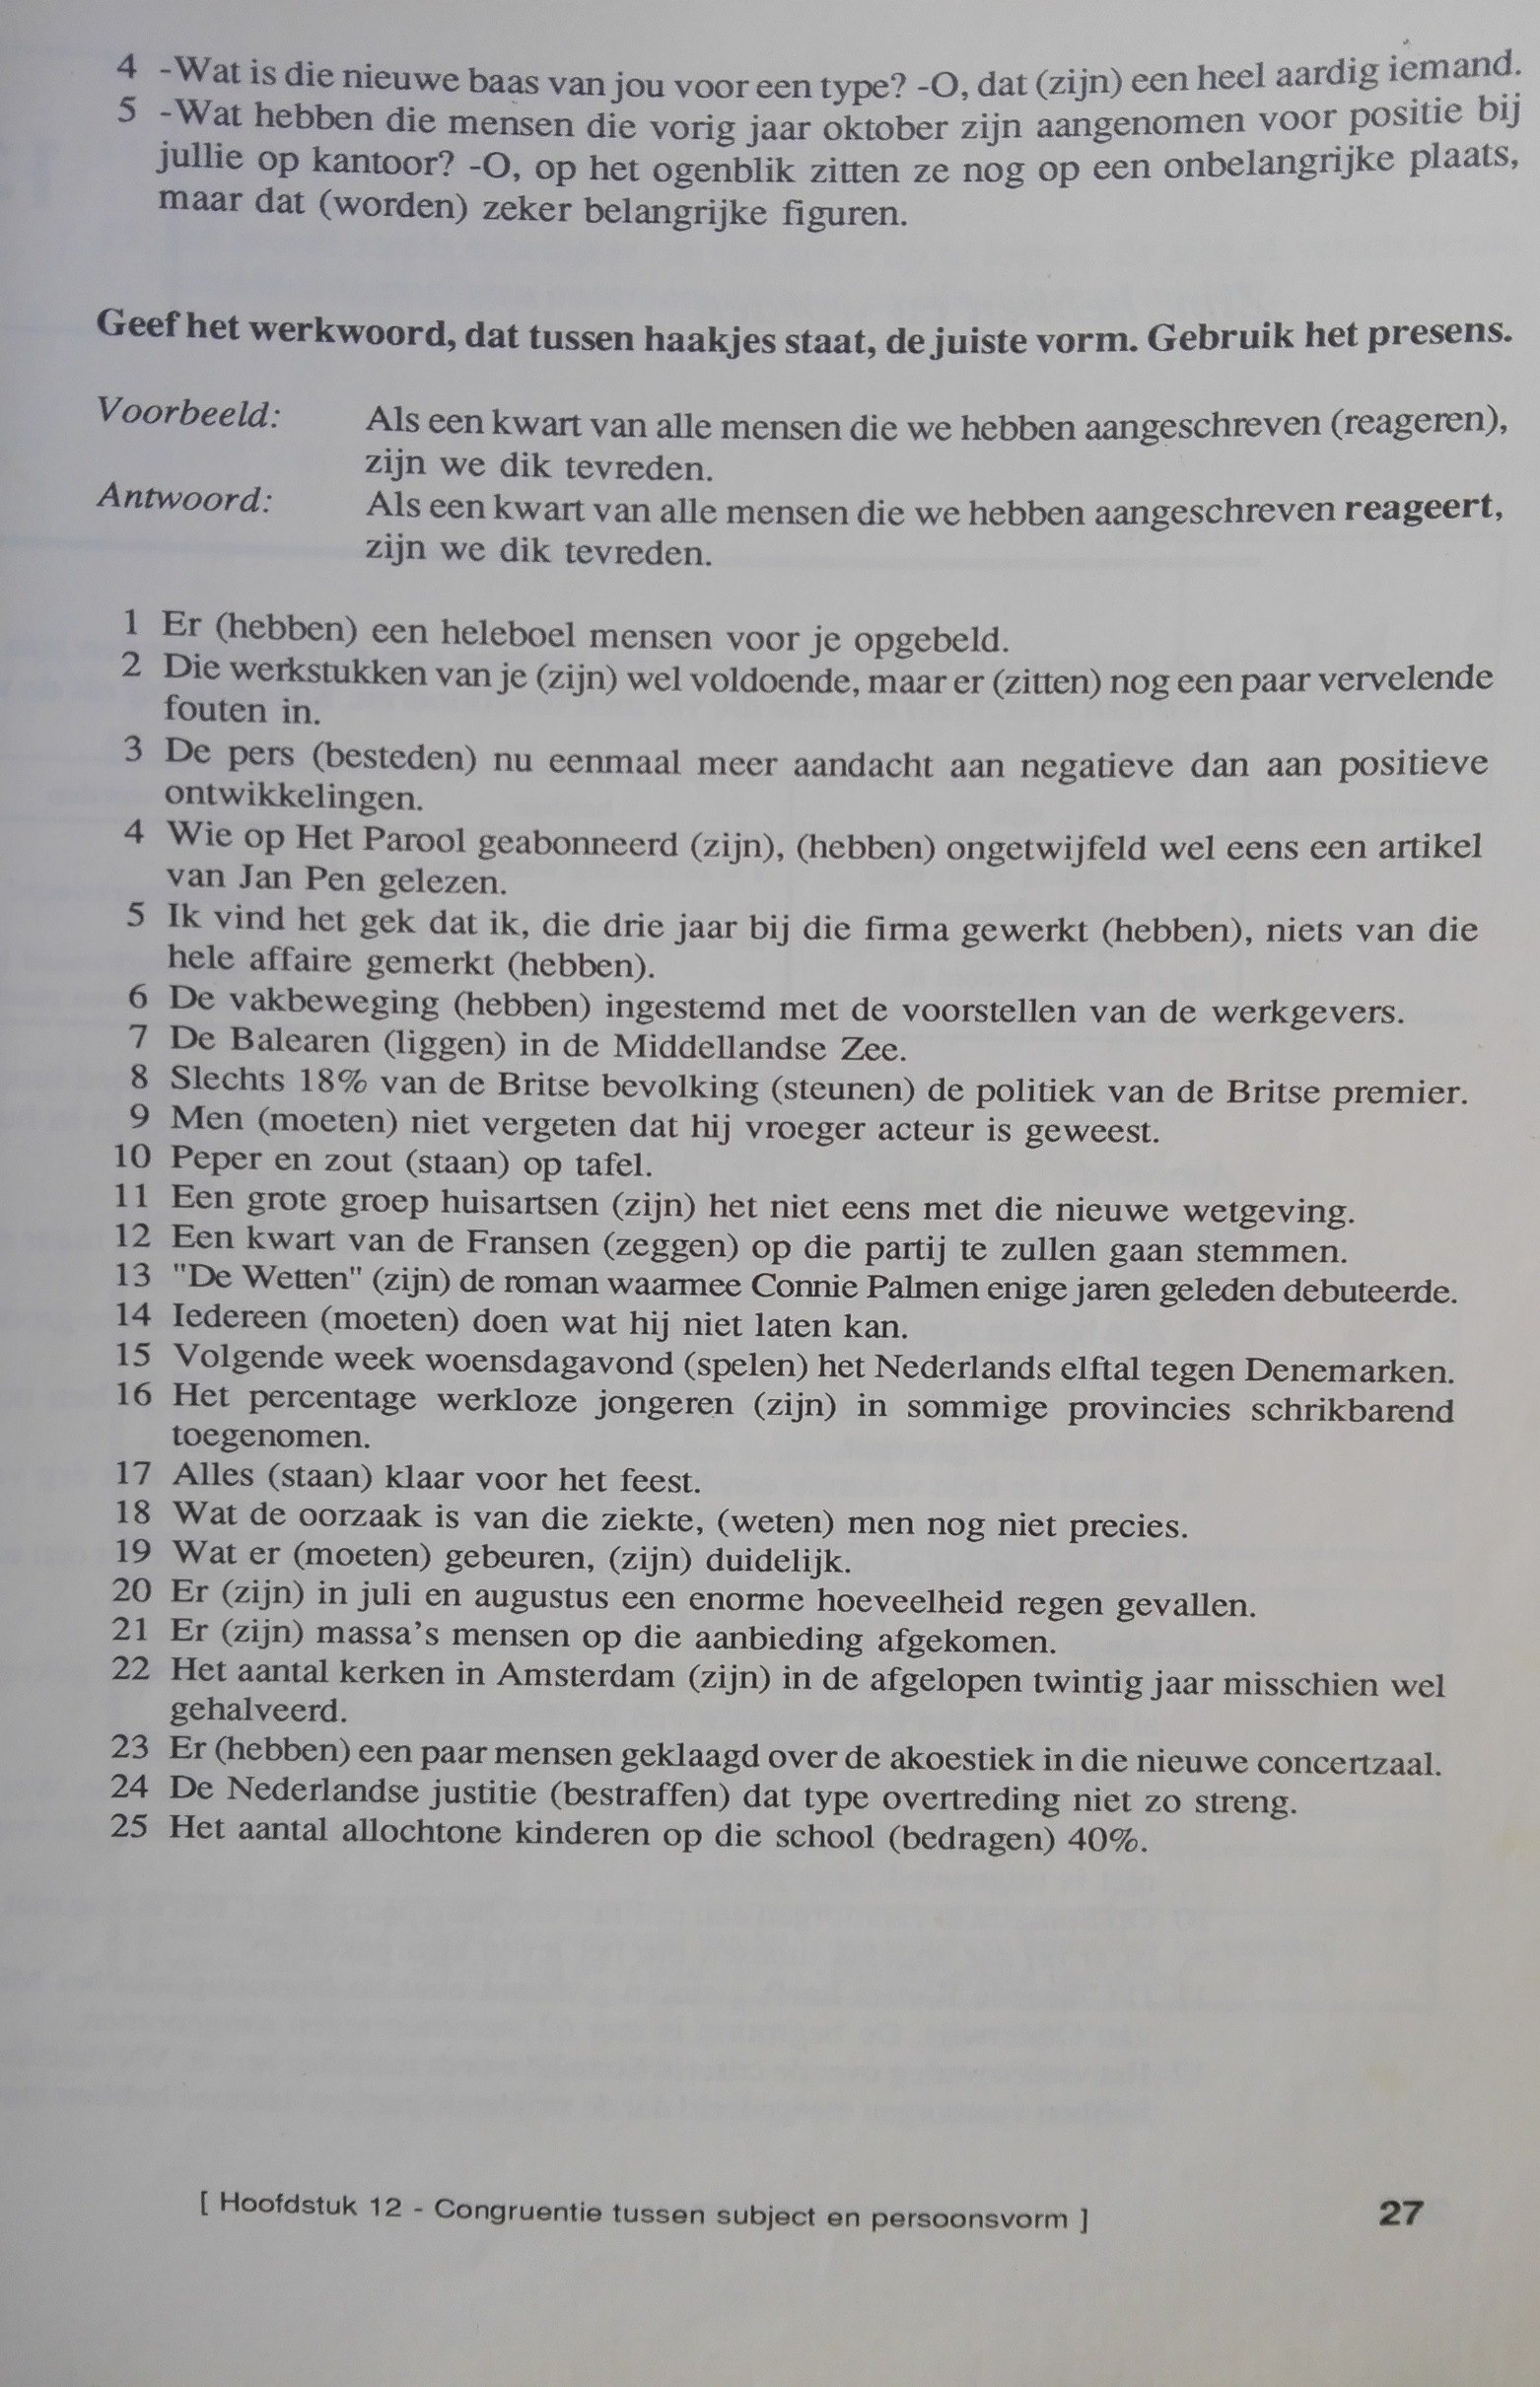 4 -Wat is die nieuwe baas van jou voor een type? -O, dat (zijn) een heel aardig iemand.
5 -Wat hebben die mensen die vorig jaar oktober zijn aangenomen voor positie bij
jullie op kantoor? -O, op het ogenblik zitten ze nog op een onbelangrijke plaats,
maar dat (worden) zeker belangrijke figuren.
Geef het werkwoord, dat tussen haakjes staat, de juiste vorm. Gebruik het presens.
Voorbeeld: Als een kwart van alle mensen die we hebben aangeschreven (reageren),
zijn we dik tevreden.
Antwoord: Als een kwart van alle mensen die we hebben aangeschreven reageert,
zijn we dik tevreden.
1 Er (hebben) een heleboel mensen voor je opgebeld.
2 Die werkstukken van je (zijn) wel voldoende, maar er (zitten) nog een paar vervelende
fouten in.
3 De pers (besteden) nu eenmaal meer aandacht aan negatieve dan aan positieve
ontwikkelingen.
4 Wie op Het Parool geabonneerd (zijn), (hebben) ongetwijfeld wel eens een artikel
van Jan Pen gelezen.
5 Ik vind het gek dat ik, die drie jaar bij die firma gewerkt (hebben), niets van die
hele affaire gemerkt (hebben).
6 De vakbeweging (hebben) ingestemd met de voorstellen van de werkgevers.
7 De Balearen (liggen) in de Middellandse Zee.
8 Slechts 18% van de Britse bevolking (steunen) de politiek van de Britse premier.
9 Men (moeten) niet vergeten dat hij vroeger acteur is geweest.
10 Peper en zout (staan) op tafel.
11 Een grote groep huisartsen (zijn) het niet eens met die nieuwe wetgeving.
12 Een kwart van de Fransen (zeggen) op die partij te zullen gaan stemmen.
13 "De Wetten" (zijn) de roman waarmee Connie Palmen enige jaren geleden debuteerde.
14 Iedereen (moeten) doen wat hij niet laten kan.
15 Volgende week woensdagavond (spelen) het Nederlands elftal tegen Denemarken.
16 Het percentage werkloze jongeren (zijn) in sommige provincies schrikbarend
toegenomen.
17 Alles (staan) klaar voor het feest.
18 Wat de oorzaak is van die ziekte, (weten) men nog niet precies.
19 Wat er (moeten) gebeuren, (zijn) duidelijk.
20 Er (zijn) in juli en augustus een enorme hoeveelheid regen gevallen.
21 Er (zijn) massa's mensen op die aanbieding afgekomen.
22 Het aantal kerken in Amsterdam (zijn) in de afgelopen twintig jaar misschien wel
gehalveerd.
23 Er (hebben) een paar mensen geklaagd over de akoestiek in die nieuwe concertzaal.
24 De Nederlandse justitie (bestraffen) dat type overtreding niet zo streng.
25 Het aantal allochtone kinderen op die school (bedragen) 40%.
[ Hoofdstuk 12 - Congruentie tussen subject en persoonsvorm ] 27